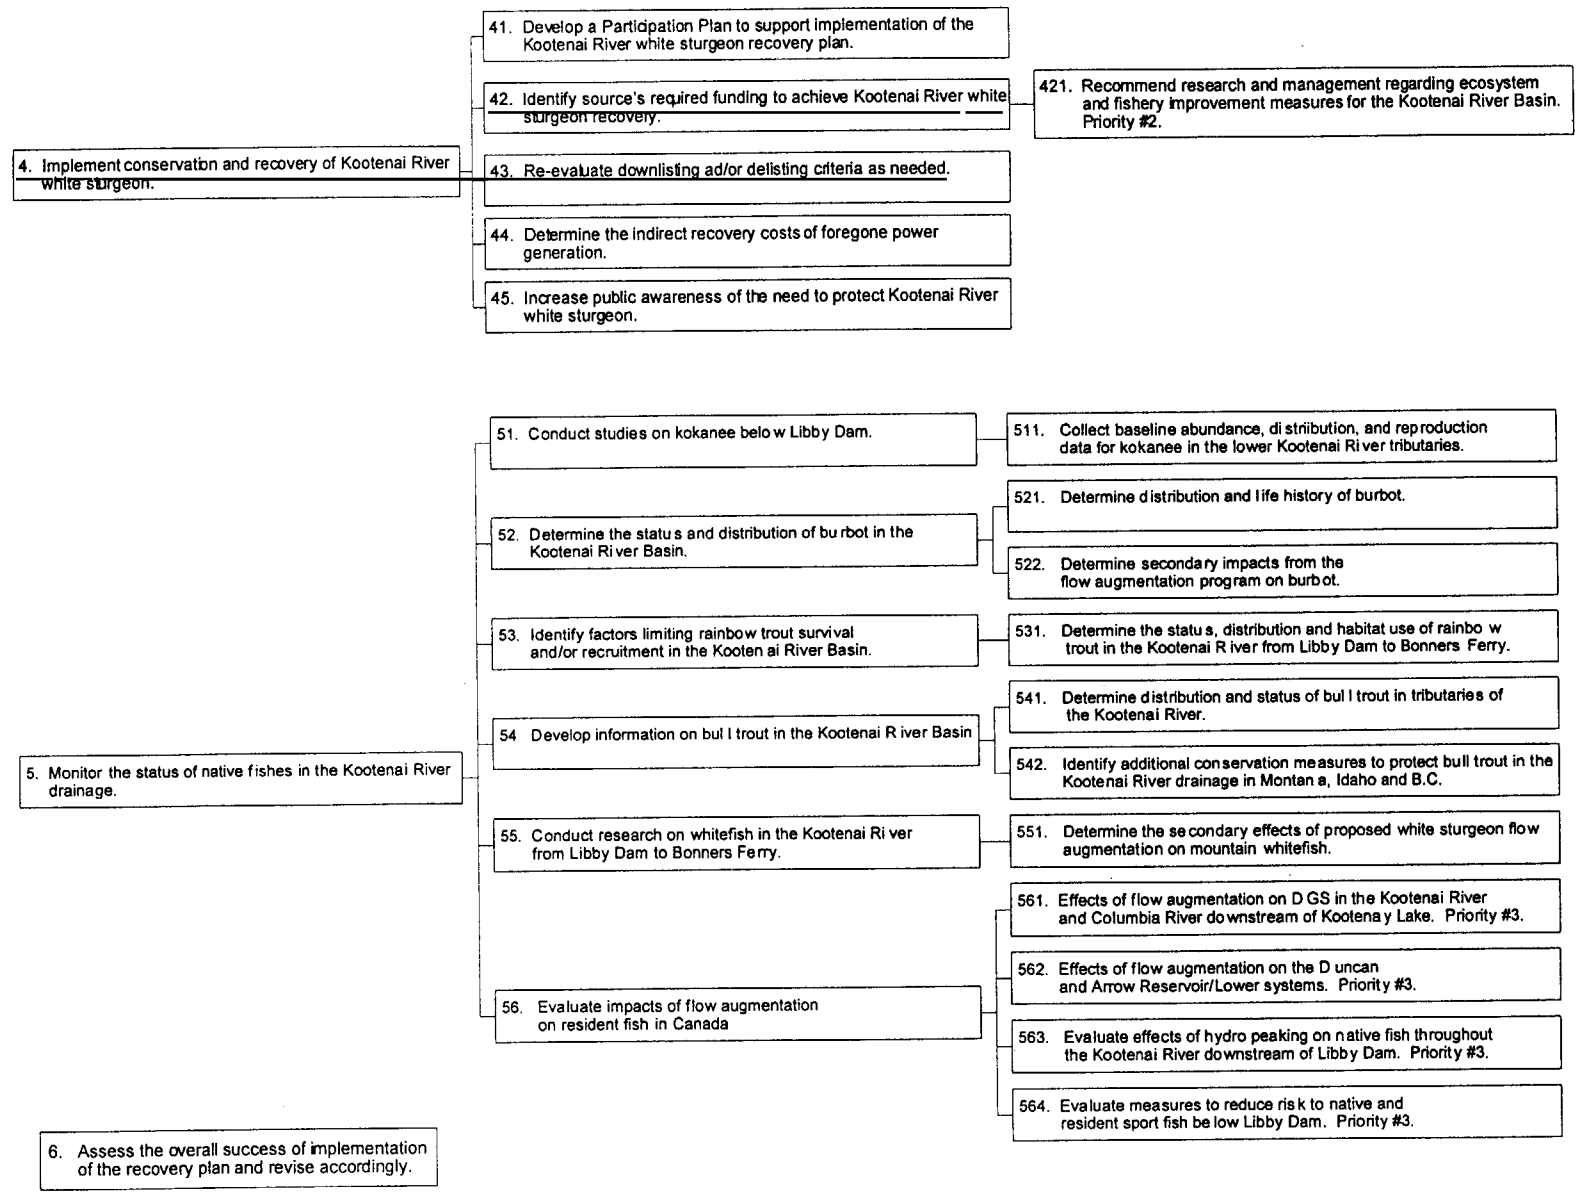 41. Develop a Participation Plan to support implementation of the
Kootenai River white sturgeon recovery plan.
42. Identify source's required funding to achieve Kootenai River white
sturgeon recovery.
421. Recommend research and management regarding ecosystem
and fishery improvement measures for the Kootenai River Basin.
Priority #2.
4. Implement conservation and recovery of Kootenai River
white sturgeon.
43. Re-evaluate downlisting ad/or delisting criteria as needed.
44. Determine the indirect recovery costs of foregone power
generation.
45. Increase public awareness of the need to protect Kootenai River
white sturgeon.
5. Monitor the status of native fishes in the Kootenai River
drainage.
51. Conduct studies on kokanee below Libby Dam.
511. Collect baseline abundance, distriibution, and reproduction
data for kokanee in the lower Kootenai River tributaries.
52. Determine the status and distribution of burbot in the
Kootenai River Basin.
521. Determine distribution and life history of burbot.
522. Determine secondary impacts from the
flow augmentation program on burbot.
53. Identify factors limiting rainbow trout survival
and/or recruitment in the Kootenai River Basin.
531. Determine the status, distribution and habitat use of rainbow
trout in the Kootenai River from Libby Dam to Bonners Ferry.
54 Develop information on bull trout in the Kootenai River Basin
541. Determine distribution and status of bull trout in tributaries of
the Kootenai River.
542. Identify additional conservation measures to protect bull trout in the
Kootenai River drainage in Montana, Idaho and B.C.
55. Conduct research on whitefish in the Kootenai River
from Libby Dam to Bonners Ferry.
551. Determine the secondary effects of proposed white sturgeon flow
augmentation on mountain whitefish.
56. Evaluate impacts of flow augmentation
on resident fish in Canada
561. Effects of flow augmentation on DGS in the Kootenai River
and Columbia River downstream of Kootenay Lake. Priority #3.
562. Effects of flow augmentation on the Duncan
and Arrow Reservoir/Lower systems. Priority #3.
563. Evaluate effects of hydro peaking on native fish throughout
the Kootenai River downstream of Libby Dam. Priority #3.
564. Evaluate measures to reduce risk to native and
resident sport fish below Libby Dam. Priority #3.
6. Assess the overall success of implementation
of the recovery plan and revise accordingly.